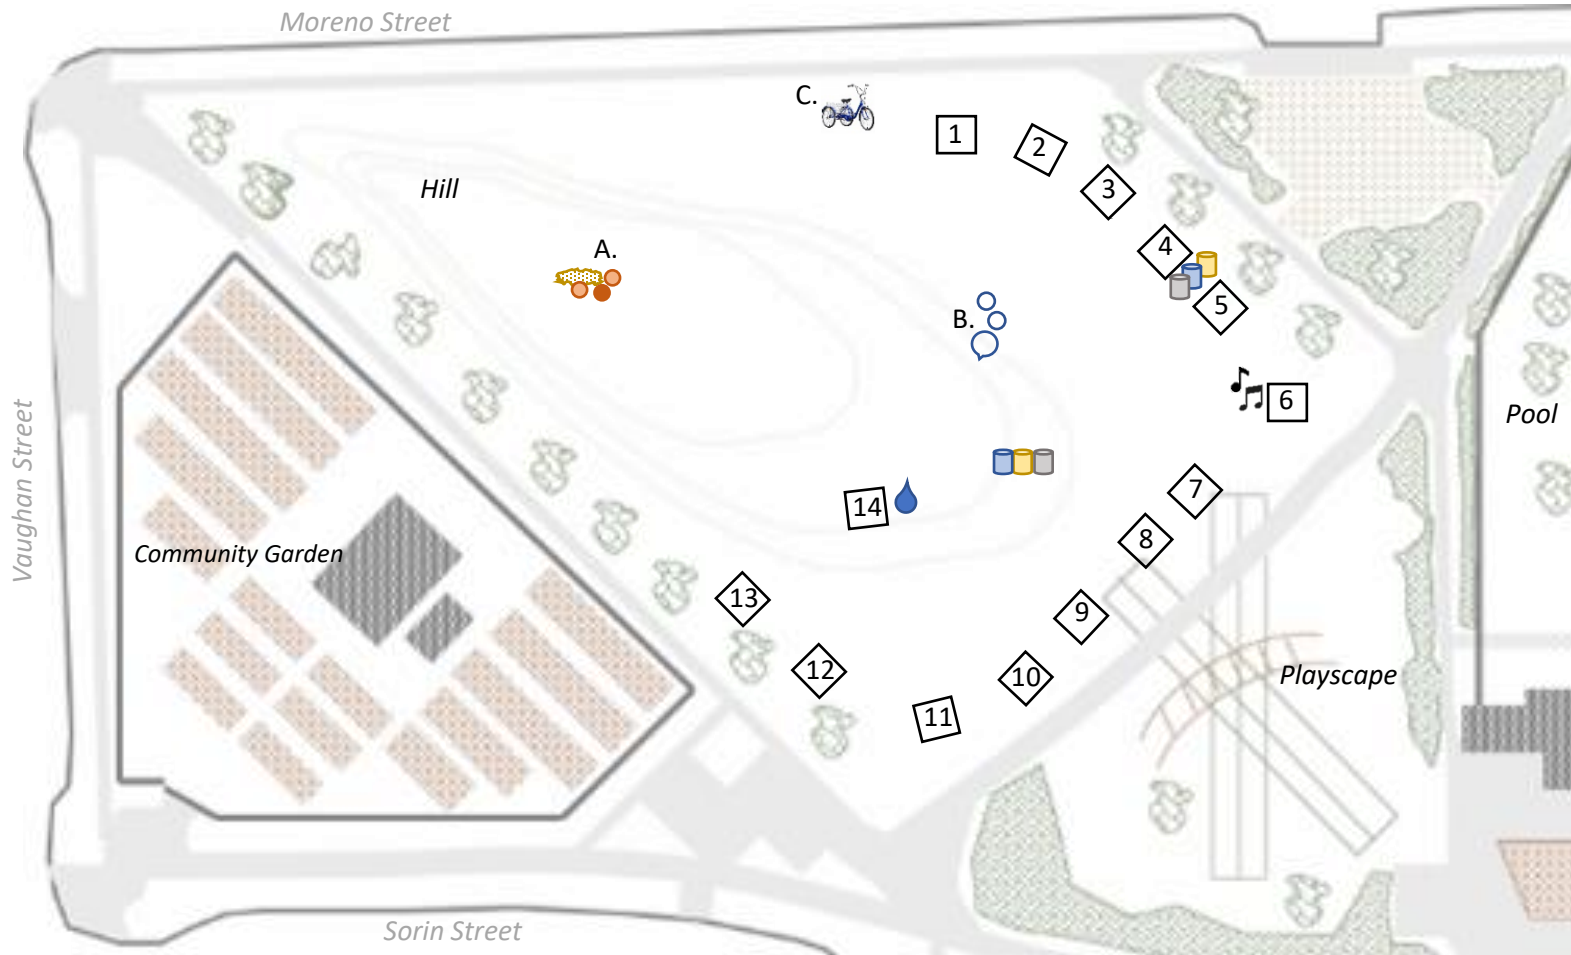 Moreno Street
C.
1
2
3
Hill
A.
4
5
B.
6
Pool
Vaughan Street
7
14
8
Community Garden
13
9
12
10
Playscape
11
Sorin Street